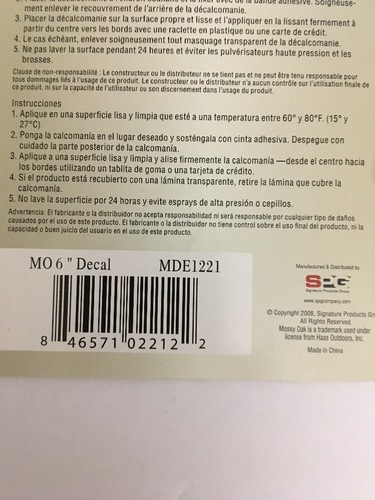 ment enlever le recouvrement de l'arrière de la décalcomanie.
3. Placer la décalcomanie sur la surface propre et lisse et l'appliquer en la lissant fermement à
partir du centre vers les bords avec une raclette en plastique ou une carte de crédit.
4. Le cas échéant, enlever soigneusement tout masquage transparent de la décalcomanie.
5. Ne pas laver la surface pendant 24 heures et éviter les pulvérisateurs haute pression et les
brosses.
Clause de non-responsabilité : Le constructeur ou le distributeur ne se tient pas et ne peut être tenu responsable pour
tous dommages liés à l'usage de ce produit. Le constructeur ou le distributeur n'a aucun contrôle sur l'utilisation finale de
ce produit, ni sur la capacité de l'utilisateur ou son discernement dans l'usage du produit.
Instrucciones
1. Aplique en una superficie lisa y limpia que esté a una temperatura entre 60° y 80°F. (15° y
27°C)
2. Ponga la calcomanía en el lugar deseado y sosténgala con cinta adhesiva. Despegue con
cuidado la parte posterior de la calcomanía.
3. Aplique a una superficie lisa y limpia y alise firmemente la calcomanía —desde el centro hacia
los bordes utilizando un tablita de goma o una tarjeta de crédito.
4. Si el producto está recubierto con una lámina transparente, retire la lámina que cubre la
calcomanía.
5. No lave la superficie por 24 horas y evite esprays de alta presión o cepillos.
Advertencia: El fabricante o la distribuidor no acepta responsabilidad ni será responsable por cualquier tipo de daños
causados por el uso de este producto. El fabricante o la distribuidor no tiene control sobre el uso final del producto, ni la
capacidad o buen juicio del usuario en el uso de este producto.
MO 6 " Decal MDE1221
8 46571 02212 2
Manufactured & Distributed by
SPG
Signature Products Group
www.spgcompany.com
© Copyright 2008, Signature Products Gr
All Rights Reserved.
Mossy Oak is a trademark used under
license from Haas Outdoors, Inc.
Made in China